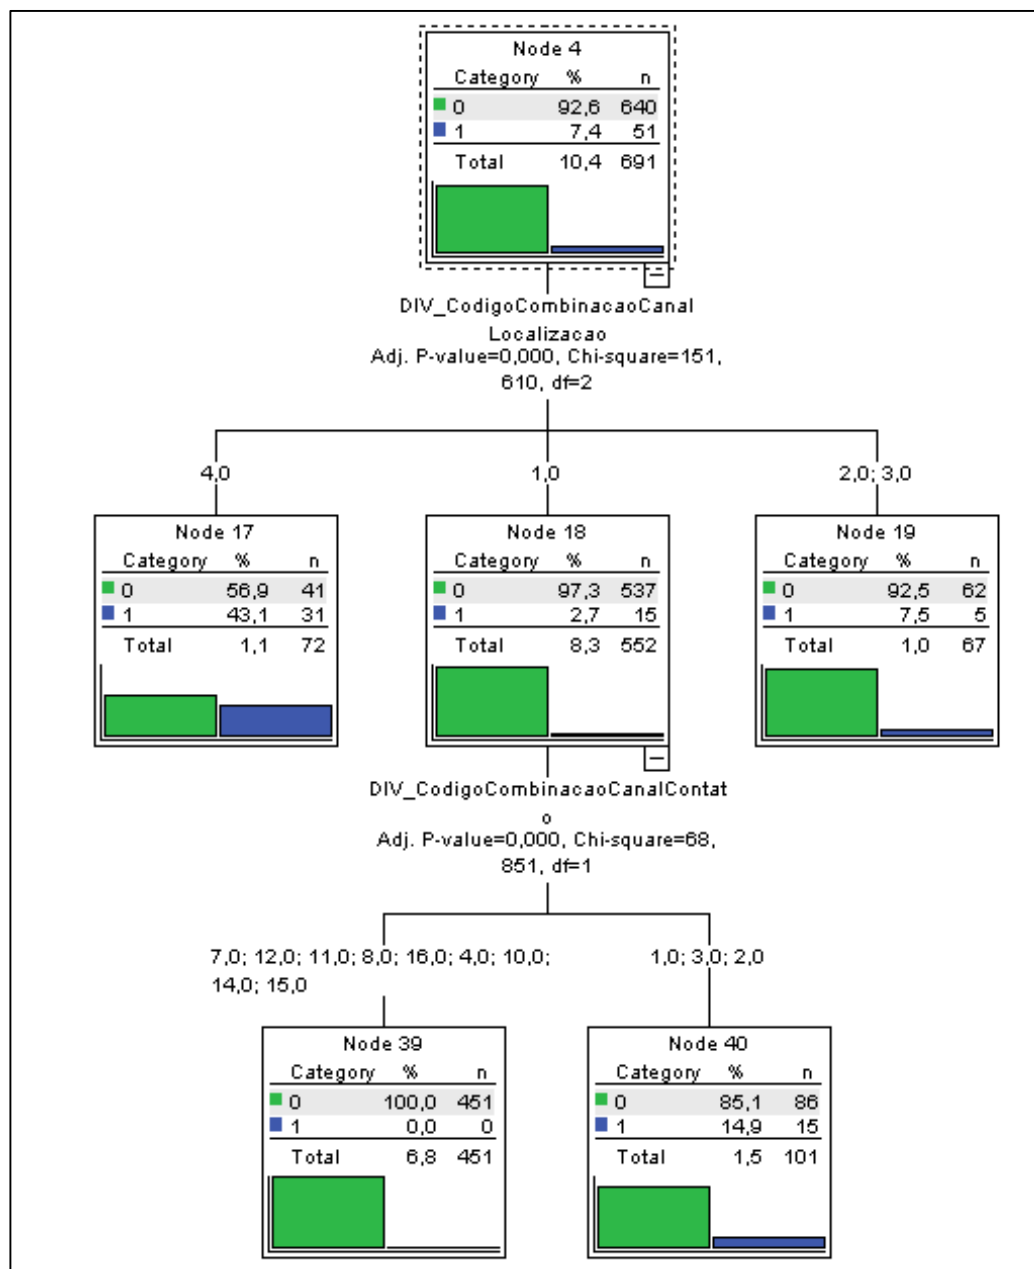 Node 4
Category % n
0 92,6 640
1 7,4 51
Total 10,4 691
DIV_CodigoCombinacaoCanal
Localizacao
Adj. P-value=0,000, Chi-square=151,
610, df=2
4,0
1,0
2,0; 3,0
Node 17
Category % n
0 56,9 41
1 43,1 31
Total 1,1 72
Node 18
Category % n
0 97,3 537
1 2,7 15
Total 8,3 552
Node 19
Category % n
0 92,5 62
1 7,5 5
Total 1,0 67
DIV_CodigoCombinacaoCanalContat
o
Adj. P-value=0,000, Chi-square=68,
851, df=1
7,0; 12,0; 11,0; 8,0; 16,0; 4,0; 10,0;
14,0; 15,0
1,0; 3,0; 2,0
Node 39
Category % n
0 100,0 451
1 0,0 0
Total 6,8 451
Node 40
Category % n
0 85,1 86
1 14,9 15
Total 1,5 101